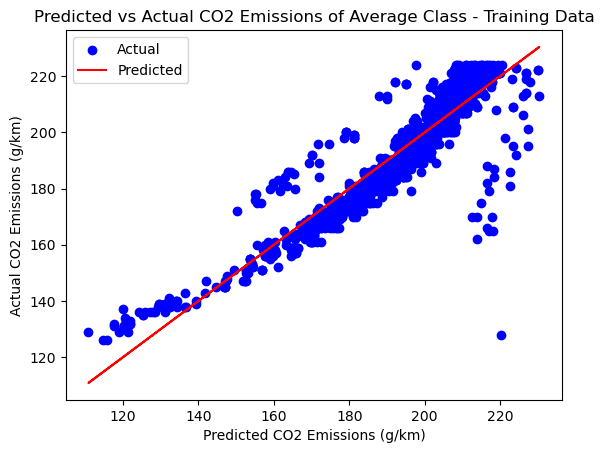 Predicted vs Actual CO2 Emissions of Average Class - Training Data
Actual
Predicted
Actual CO2 Emissions (g/km)
220
200
180
160
140
120
120 140 160 180 200 220
Predicted CO2 Emissions (g/km)